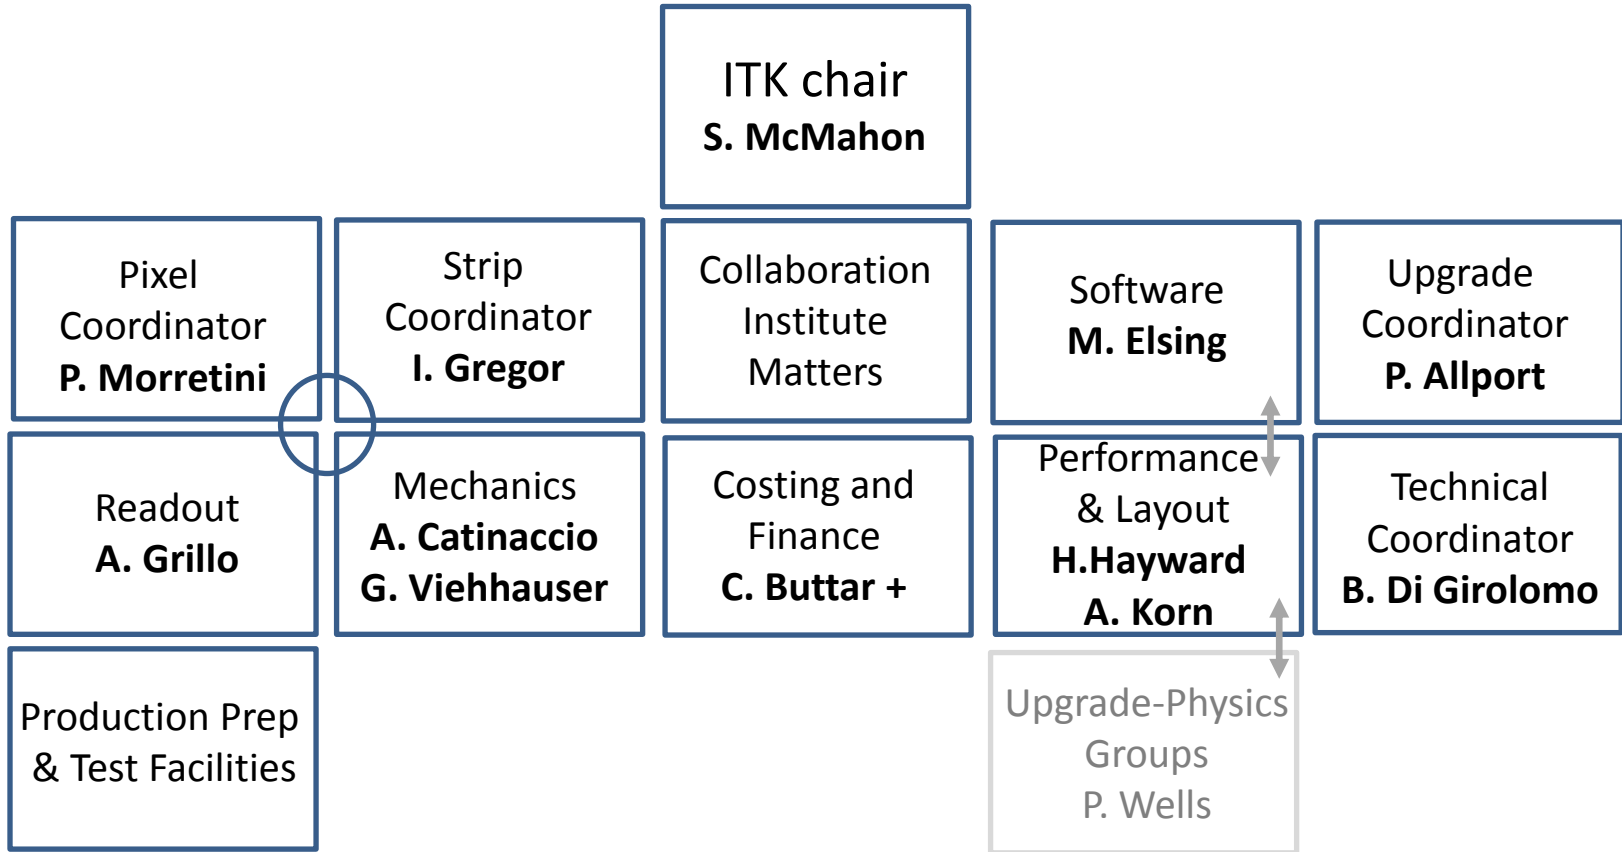 ITK chair
S. McMahon
Pixel
Coordinator
P. Morretini
Strip
Coordinator
I. Gregor
Collaboration
Institute
Matters
Software
M. Elsing
Upgrade
Coordinator
P. Allport
Readout
A. Grillo
Mechanics
A. Catinaccio
G. Viehhauser
Costing and
Finance
C. Buttar +
Performance
& Layout
H.Hayward
A. Korn
Technical
Coordinator
B. Di Girolomo
Production Prep
& Test Facilities
Upgrade-Physics
Groups
P. Wells